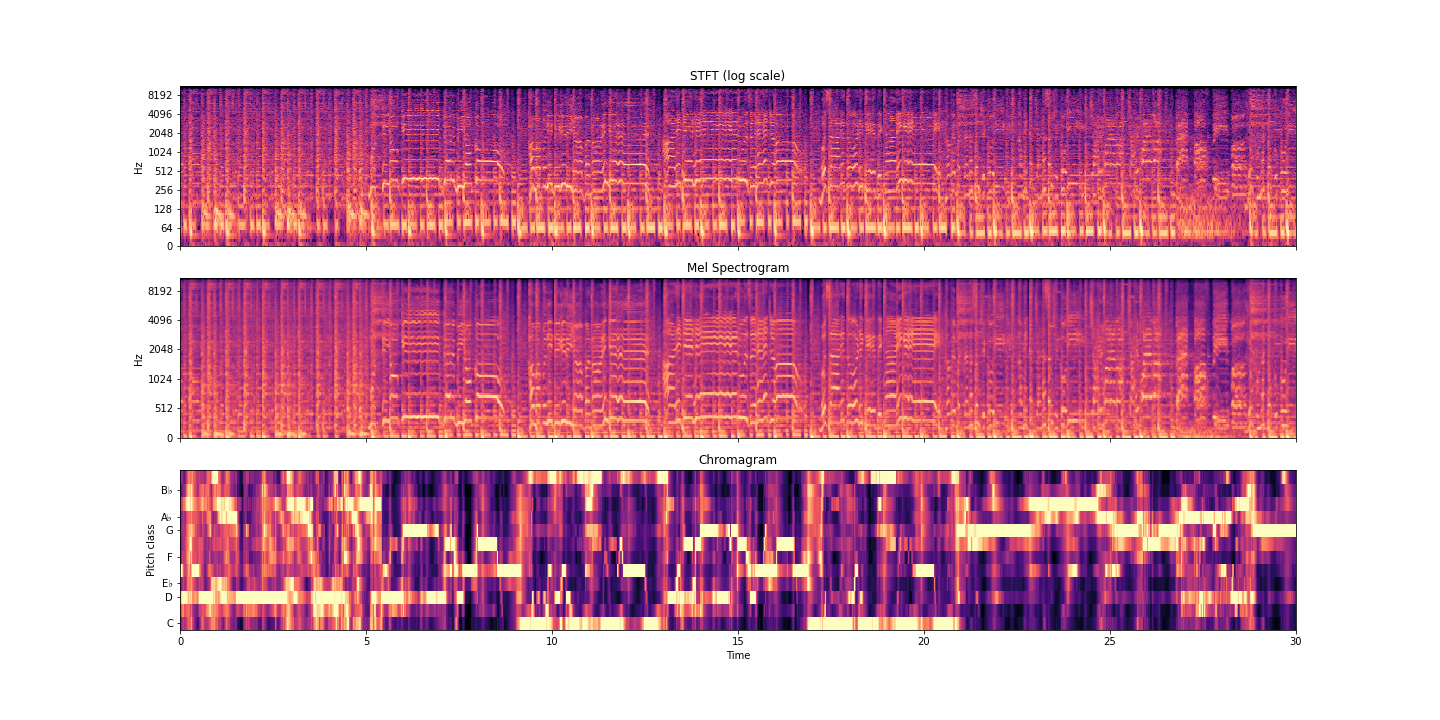 STFT (log scale)
8192
4096
2048
1024
512
256
128
64
0
Hz
Mel Spectrogram
8192
4096
2048
1024
512
0
Hz
Chromagram
B♭
A♭
G
F
E♭
D
C
Pitch class
0 5 10 15 20 25 30
Time